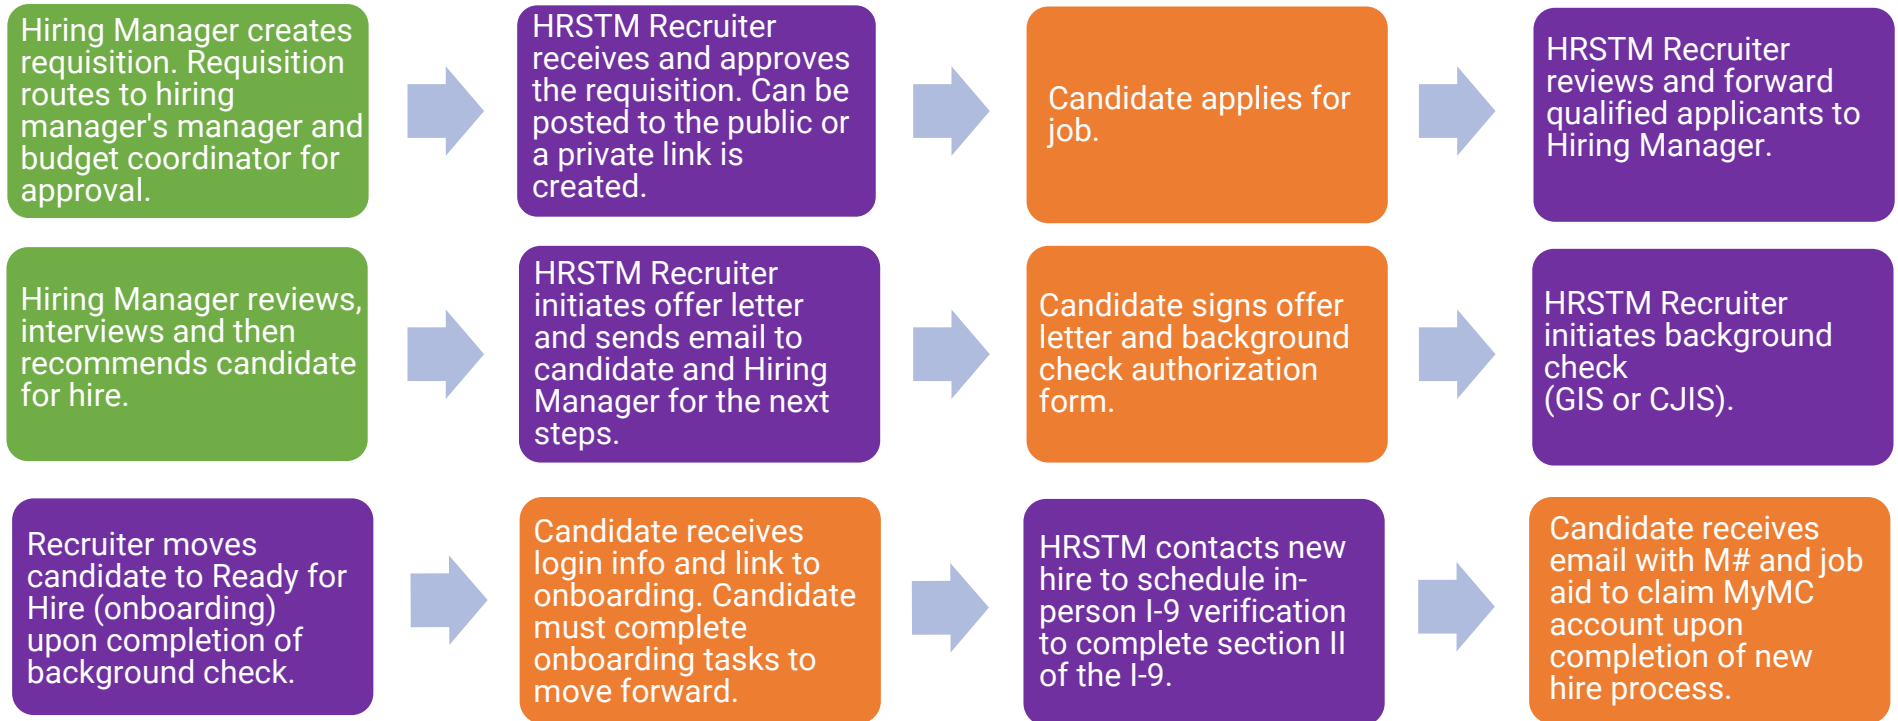 Hiring Manager creates
requisition. Requisition
routes to hiring
manager's manager and
budget coordinator for
approval.
HRSTM Recruiter
receives and approves
the requisition. Can be
posted to the public or
a private link is
created.
Candidate applies for
job.
HRSTM Recruiter
reviews and forward
qualified applicants to
Hiring Manager.
Hiring Manager reviews,
interviews and then
recommends candidate
for hire.
HRSTM Recruiter
initiates offer letter
and sends email to
candidate and Hiring
Manager for the next
steps.
Candidate signs offer
letter and background
check authorization
form.
HRSTM Recruiter
initiates background
check
(GIS or CJIS).
Recruiter moves
candidate to Ready for
Hire (onboarding)
upon completion of
background check.
Candidate receives
login info and link to
onboarding. Candidate
must complete
onboarding tasks to
move forward.
HRSTM contacts new
hire to schedule in-
person I-9 verification
to complete section II
of the I-9.
Candidate receives
email with M# and job
aid to claim MyMC
account upon
completion of new
hire process.